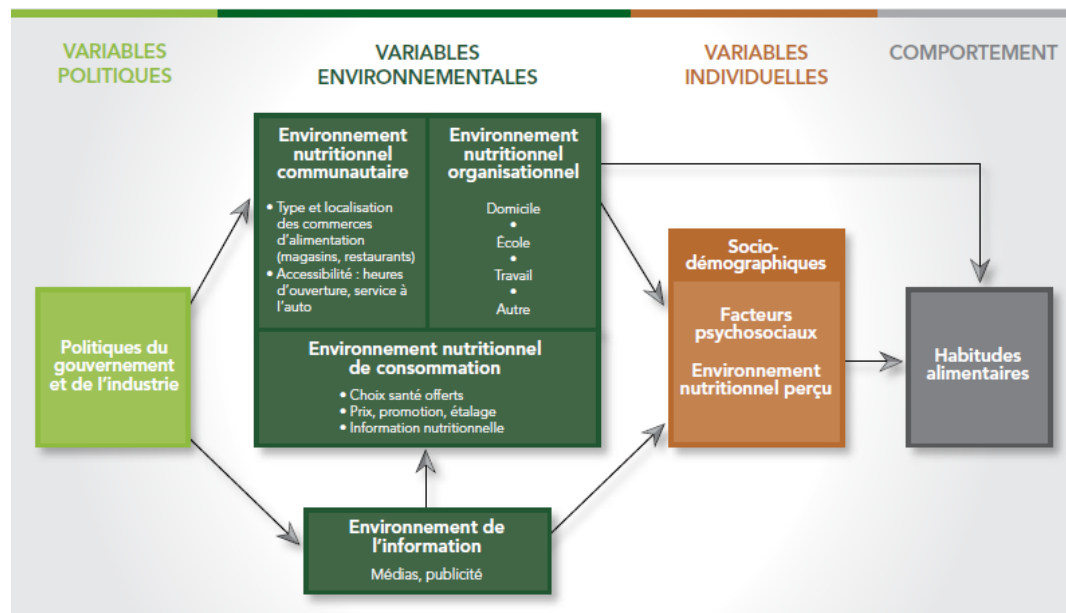 VARIABLES
POLITIQUES
VARIABLES
ENVIRONNEMENTALES
VARIABLES
INDIVIDUELLES
COMPORTEMENT
Politiques du
gouvernement
et de l’industrie
Environnement
nutritionnel
communautaire
• Type et localisation
des commerces
d’alimentation
(magasins, restaurants)
• Accessibilité : heures
d’ouverture, service à
l’auto
Environnement
nutritionnel
organisationnel
Domicile
•
École
•
Travail
•
Autre
Environnement nutritionnel
de consommation
• Choix santé offerts
• Prix, promotion, étalage
• Information nutritionnelle
Environnement de
l’information
Médias, publicité
Socio-
démographiques
Facteurs
psychosociaux
Environnement
nutritionnel perçu
Habitudes
alimentaires